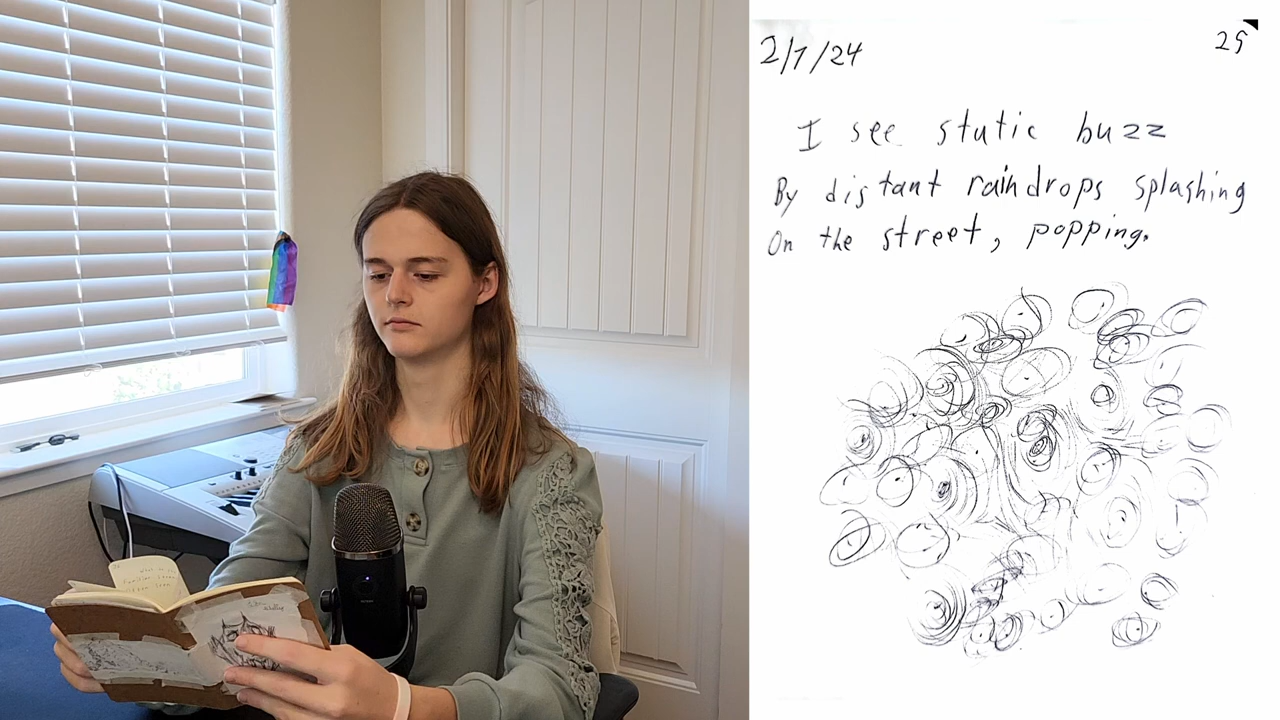 2/7/24
25
I see static buzz
By distant raindrops splashing
On the street, popping.